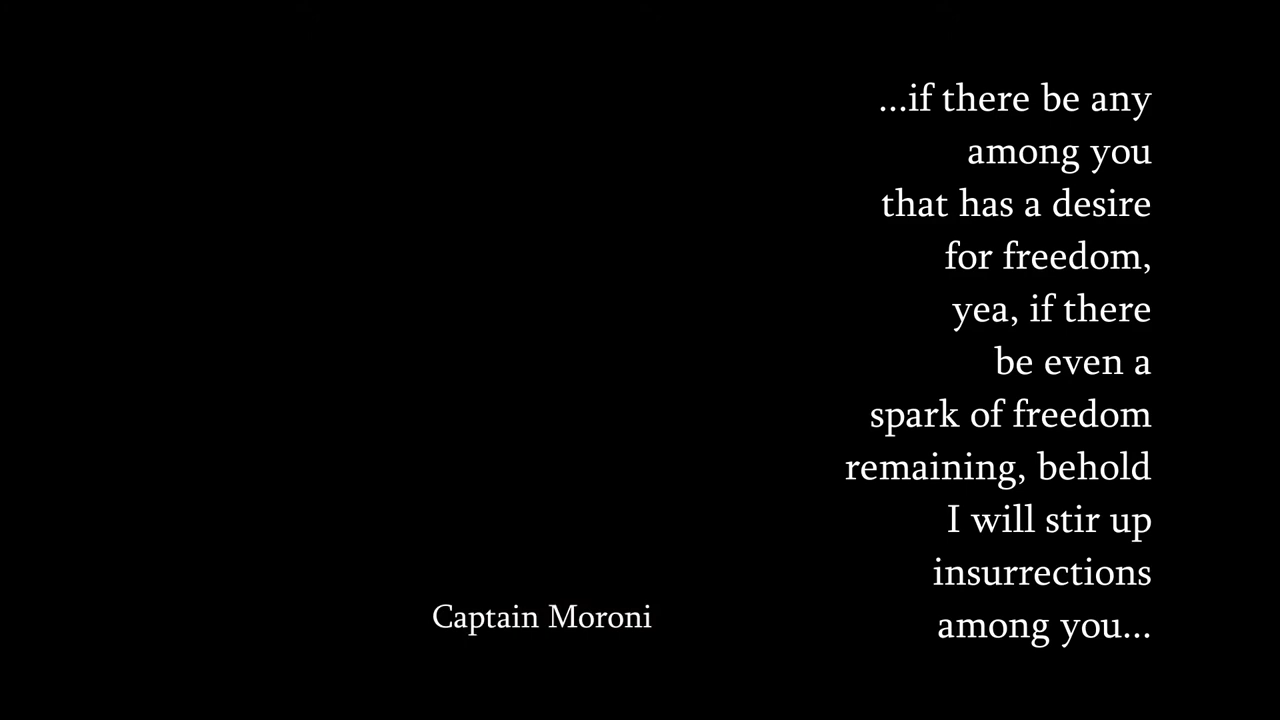 ...if there be any
among you
that has a desire
for freedom,
yea, if there
be even a
spark of freedom
remaining, behold
I will stir up
insurrections
among you...
Captain Moroni